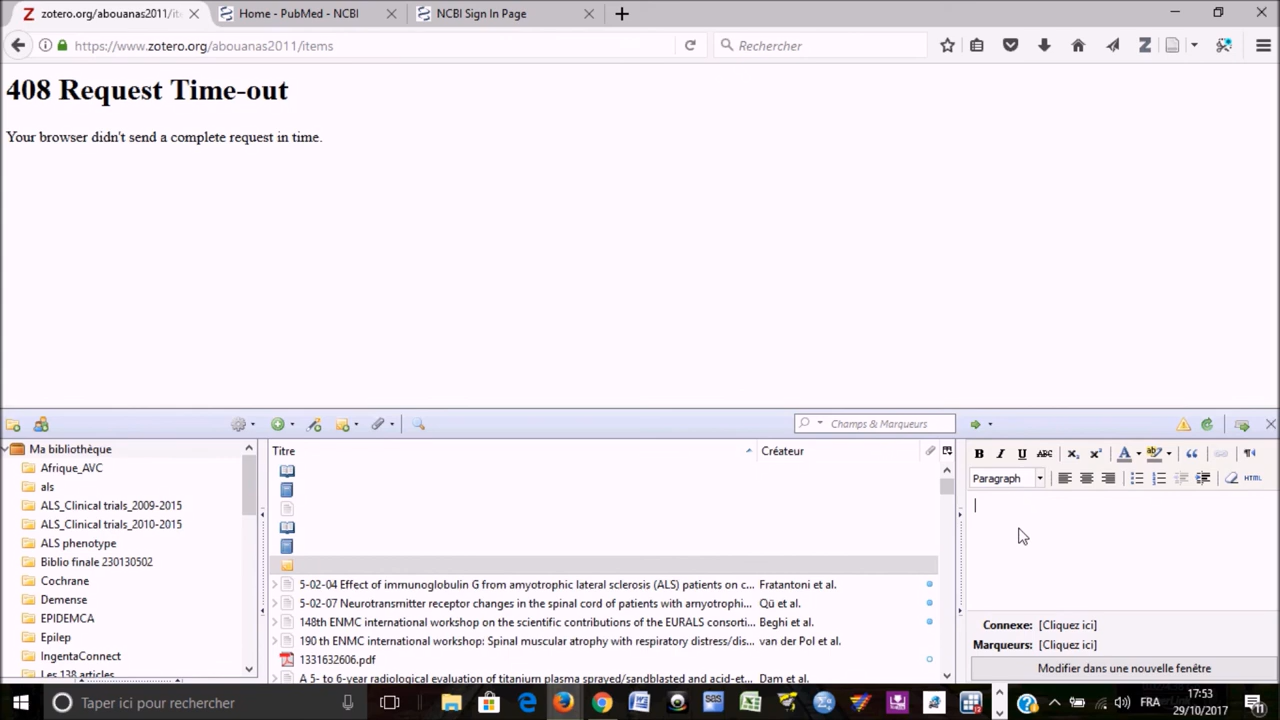 zotero.org/abouanas2011/it
Home - PubMed - NCBI
NCBI Sign In Page
https://www.zotero.org/abouanas2011/items
Rechercher
408 Request Time-out
Your browser didn't send a complete request in time.
Champs & Marqueurs
Ma bibliothèque
Afrique_AVC
als
ALS_Clinical trials_2009-2015
ALS_Clinical trials_2010-2015
ALS phenotype
Biblio finale 230130502
Cochrane
Demense
EPIDEMCA
Epilep
IngentaConnect
Les 138 articles
Titre
Créateur
5-02-04 Effect of immunoglobulin G from amyotrophic lateral sclerosis (ALS) patients on c... Fratantoni et al.
5-02-07 Neurotransmitter receptor changes in the spinal cord of patients with amyotrophi... Qü et al.
148th ENMC international workshop on the scientific contributions of the EURALS consorti... Beghi et al.
190 th ENMC international workshop: Spinal muscular atrophy with respiratory distress/dis... van der Pol et al.
1331632606.pdf
A 5- to 6-year radiological evaluation of titanium plasma sprayed/sandblasted and acid-et... Dam et al.
B I U ABC
Paragraph
HTML
Connexe: [Cliquez ici]
Marqueurs: [Cliquez ici]
Modifier dans une nouvelle fenêtre
Taper ici pour rechercher
SAS
FRA
17:53
29/10/2017
11